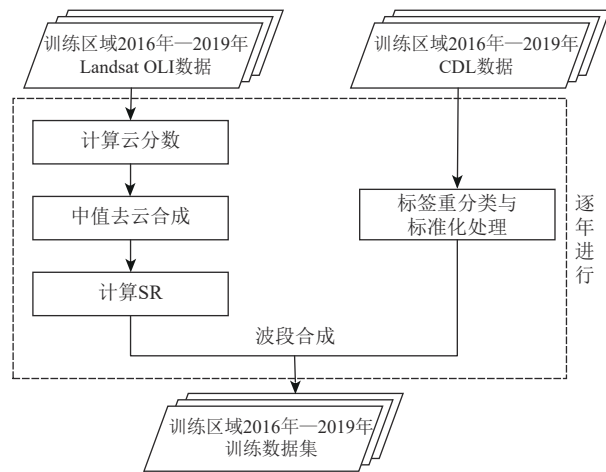 训练区域2016年—2019年
Landsat OLI数据
训练区域2016年—2019年
CDL数据
计算云分数
中值去云合成
计算SR
标签重分类与
标准化处理
逐年进行
波段合成
训练区域2016年—2019年
训练数据集